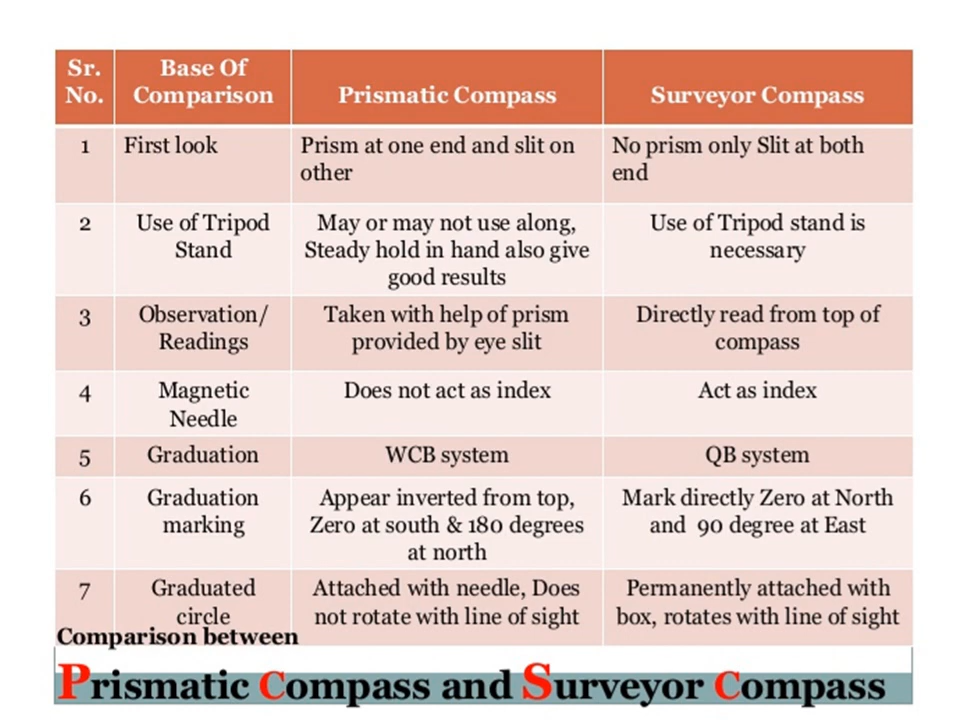 Sr. No.
Base Of Comparison
Prismatic Compass
Surveyor Compass
1
First look
Prism at one end and slit on
other
No prism only Slit at both
end
2
Use of Tripod
Stand
May or may not use along,
Steady hold in hand also give
good results
Use of Tripod stand is
necessary
3
Observation/
Readings
Taken with help of prism
provided by eye slit
Directly read from top of
compass
4
Magnetic
Needle
Does not act as index
Act as index
5
Graduation
WCB system
QB system
6
Graduation
marking
Appear inverted from top,
Zero at south & 180 degrees
at north
Mark directly Zero at North
and 90 degree at East
7
Graduated
circle
Attached with needle, Does
not rotate with line of sight
Permanently attached with
box, rotates with line of sight
Comparison between
Prismatic Compass and Surveyor Compass